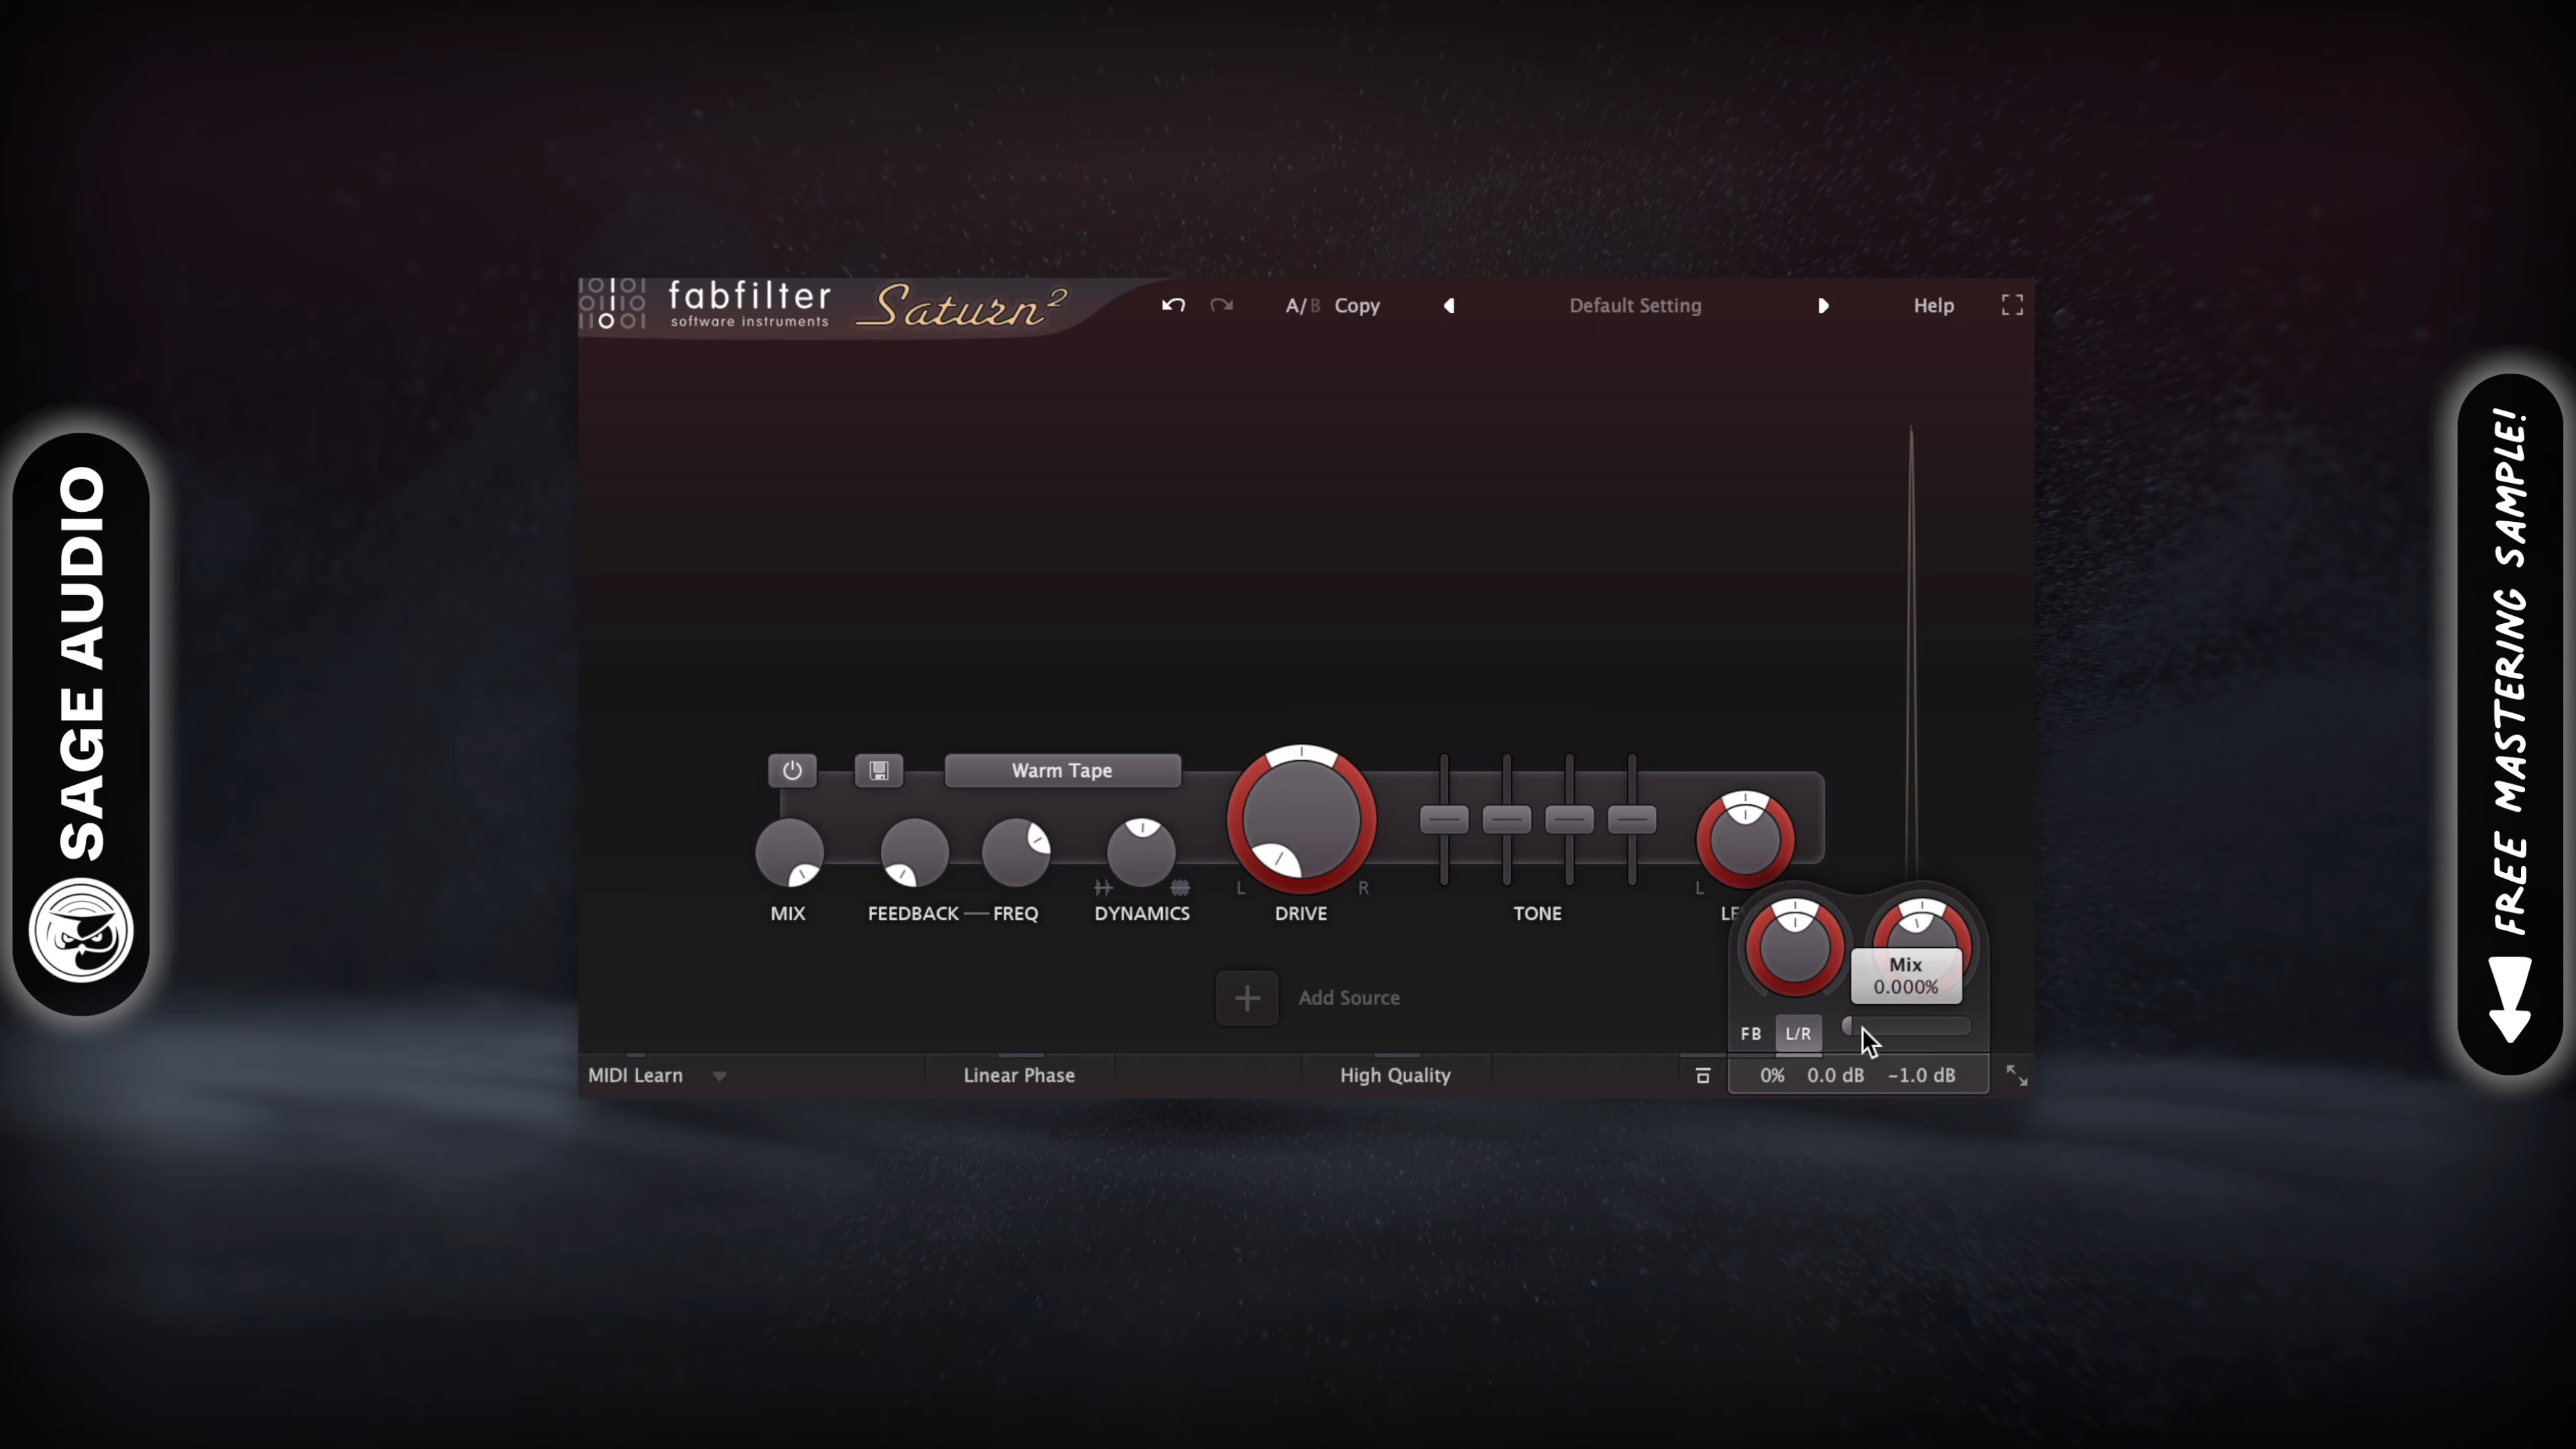 fabfilter
software instruments
Saturn2
A/B Copy
Default Setting
Help
SAGE AUDIO
FREE MASTERING SAMPLE!
Warm Tape
L R
L
MIX
FEEDBACK
FREQ
DYNAMICS
DRIVE
TONE
LE
Mix
0.000%
Add Source
FB
L/R
MIDI Learn
Linear Phase
High Quality
0% 0.0 dB -1.0 dB